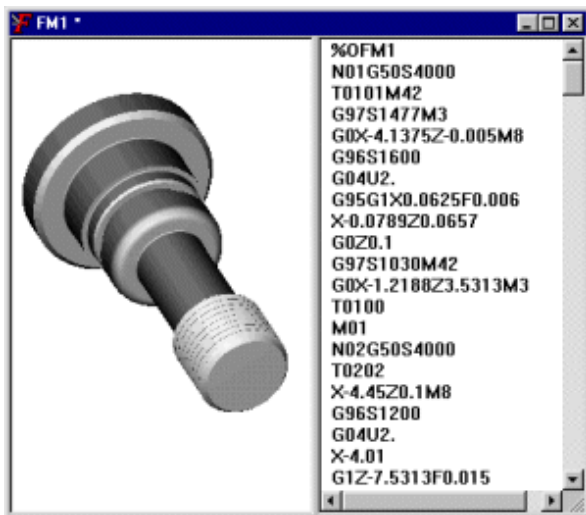 FM1 *
%OFM1
N01G50S4000
T0101M42
G97S1477M3
G0X-4.1375Z-0.005M8
G96S1600
G04U2.
G95G1X0.0625F0.006
X-0.0789Z0.0657
G0Z0.1
G97S1030M42
G0X-1.2188Z3.5313M3
T0100
M01
N02G50S4000
T0202
X-4.45Z0.1M8
G96S1200
G04U2.
X-4.01
G1Z-7.5313F0.015